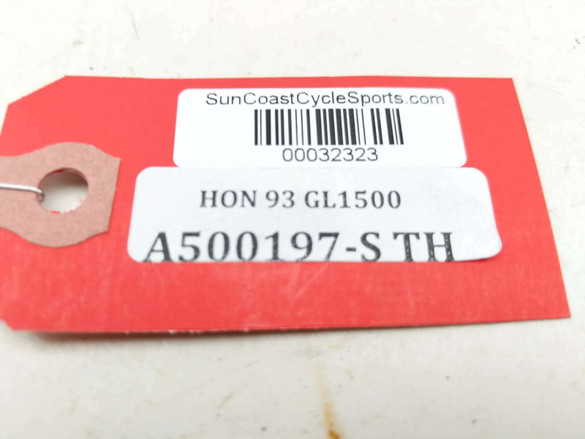 SunCoastCycleSports.com
00032323
HON 93 GL1500
A500197-S TH